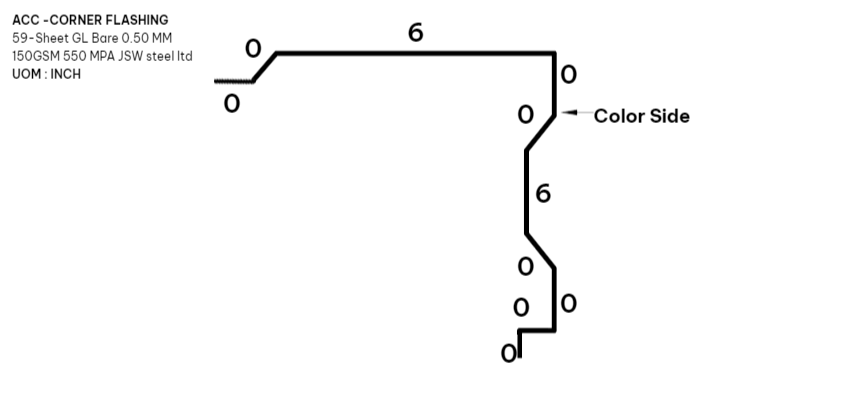 ACC -CORNER FLASHING
59-Sheet GL Bare 0.50 MM
150GSM 550 MPA JSW steel ltd
UOM : INCH
6
0
0
0
0
Color Side
6
0
0
0
0